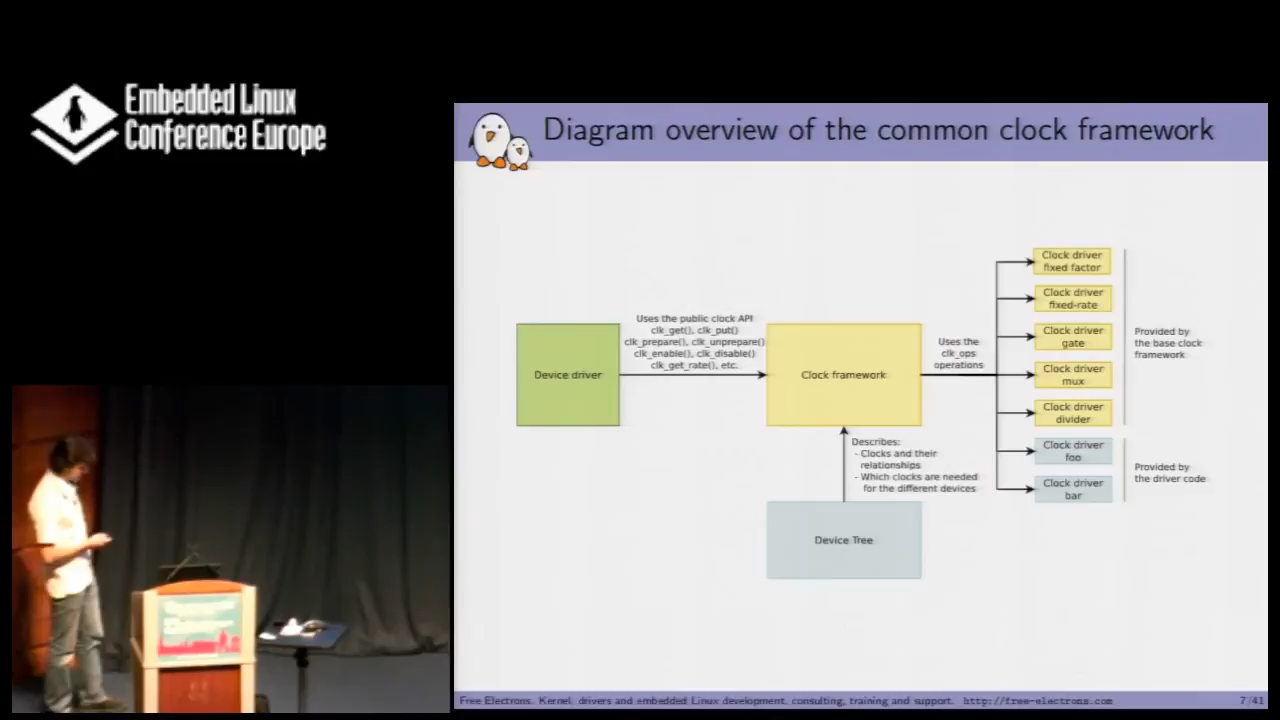 Embedded Linux
Conference Europe
Diagram overview of the common clock framework
Device driver
Uses the public clock API
clk_get(), clk_put()
clk_prepare(), clk_unprepare()
clk_enable(), clk_disable()
clk_get_rate(), etc.
Clock framework
Uses the
clk_ops
operations
Clock driver
fixed factor
Clock driver
fixed-rate
Clock driver
gate
Clock driver
mux
Clock driver
divider
Clock driver
foo
Clock driver
bar
Provided by
the base clock
framework
Provided by
the driver code
Describes:
- Clocks and their
relationships
- Which clocks are needed
for the different devices
Device Tree
Free Electrons. Kernel, drivers and embedded Linux development, consulting, training and support. http://free-electrons.com
7/41